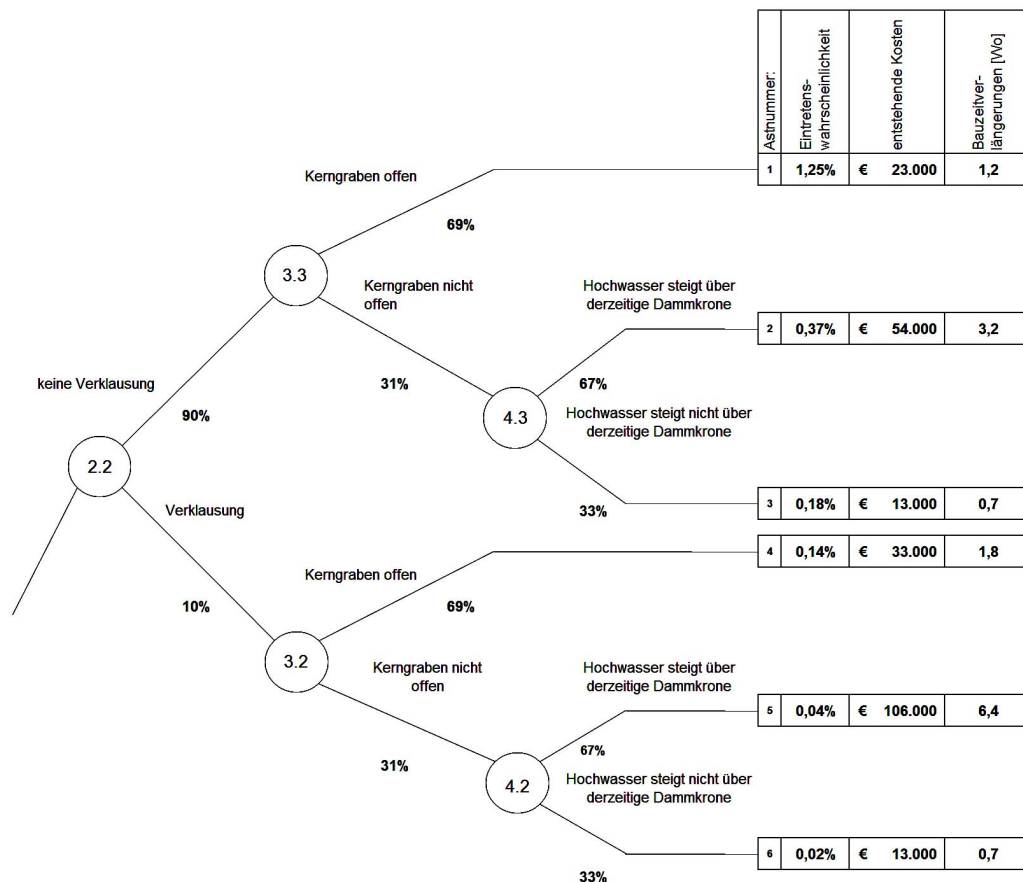 Astnummer:
Eintretens-
wahrscheinlichkeit
entstehende Kosten
Bauzeitver-
längerungen [Wo]
Kerngraben offen
1 1,25% € 23.000 1,2
69%
3.3
Kerngraben nicht
offen
Hochwasser steigt über
derzeitige Dammkrone
2 0,37% € 54.000 3,2
keine Verklausung
31%
67%
90%
4.3
Hochwasser steigt nicht über
derzeitige Dammkrone
2.2
Verklausung
33%
3 0,18% € 13.000 0,7
4 0,14% € 33.000 1,8
Kerngraben offen
10%
69%
3.2
Kerngraben nicht
offen
Hochwasser steigt über
derzeitige Dammkrone
5 0,04% € 106.000 6,4
31%
67%
4.2
Hochwasser steigt nicht über
derzeitige Dammkrone
6 0,02% € 13.000 0,7
33%